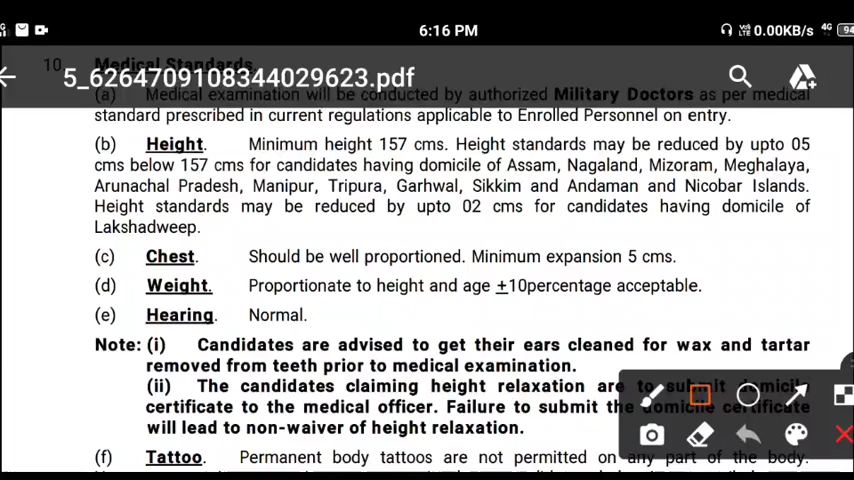 6:16 PM
0.00KB/s
4G
94
10. Medical Standards
5_6264709108344029623.pdf
(a) Medical examination will be conducted by authorized Military Doctors as per medical
standard prescribed in current regulations applicable to Enrolled Personnel on entry.
(b) Height. Minimum height 157 cms. Height standards may be reduced by upto 05
cms below 157 cms for candidates having domicile of Assam, Nagaland, Mizoram, Meghalaya,
Arunachal Pradesh, Manipur, Tripura, Garhwal, Sikkim and Andaman and Nicobar Islands.
Height standards may be reduced by upto 02 cms for candidates having domicile of
Lakshadweep.
(c) Chest. Should be well proportioned. Minimum expansion 5 cms.
(d) Weight. Proportionate to height and age +10percentage acceptable.
(e) Hearing. Normal.
Note: (i) Candidates are advised to get their ears cleaned for wax and tartar
removed from teeth prior to medical examination.
(ii) The candidates claiming height relaxation are to submit domicile
certificate to the medical officer. Failure to submit the domicile certificate
will lead to non-waiver of height relaxation.
(f) Tattoo. Permanent body tattoos are not permitted on any part of the body.